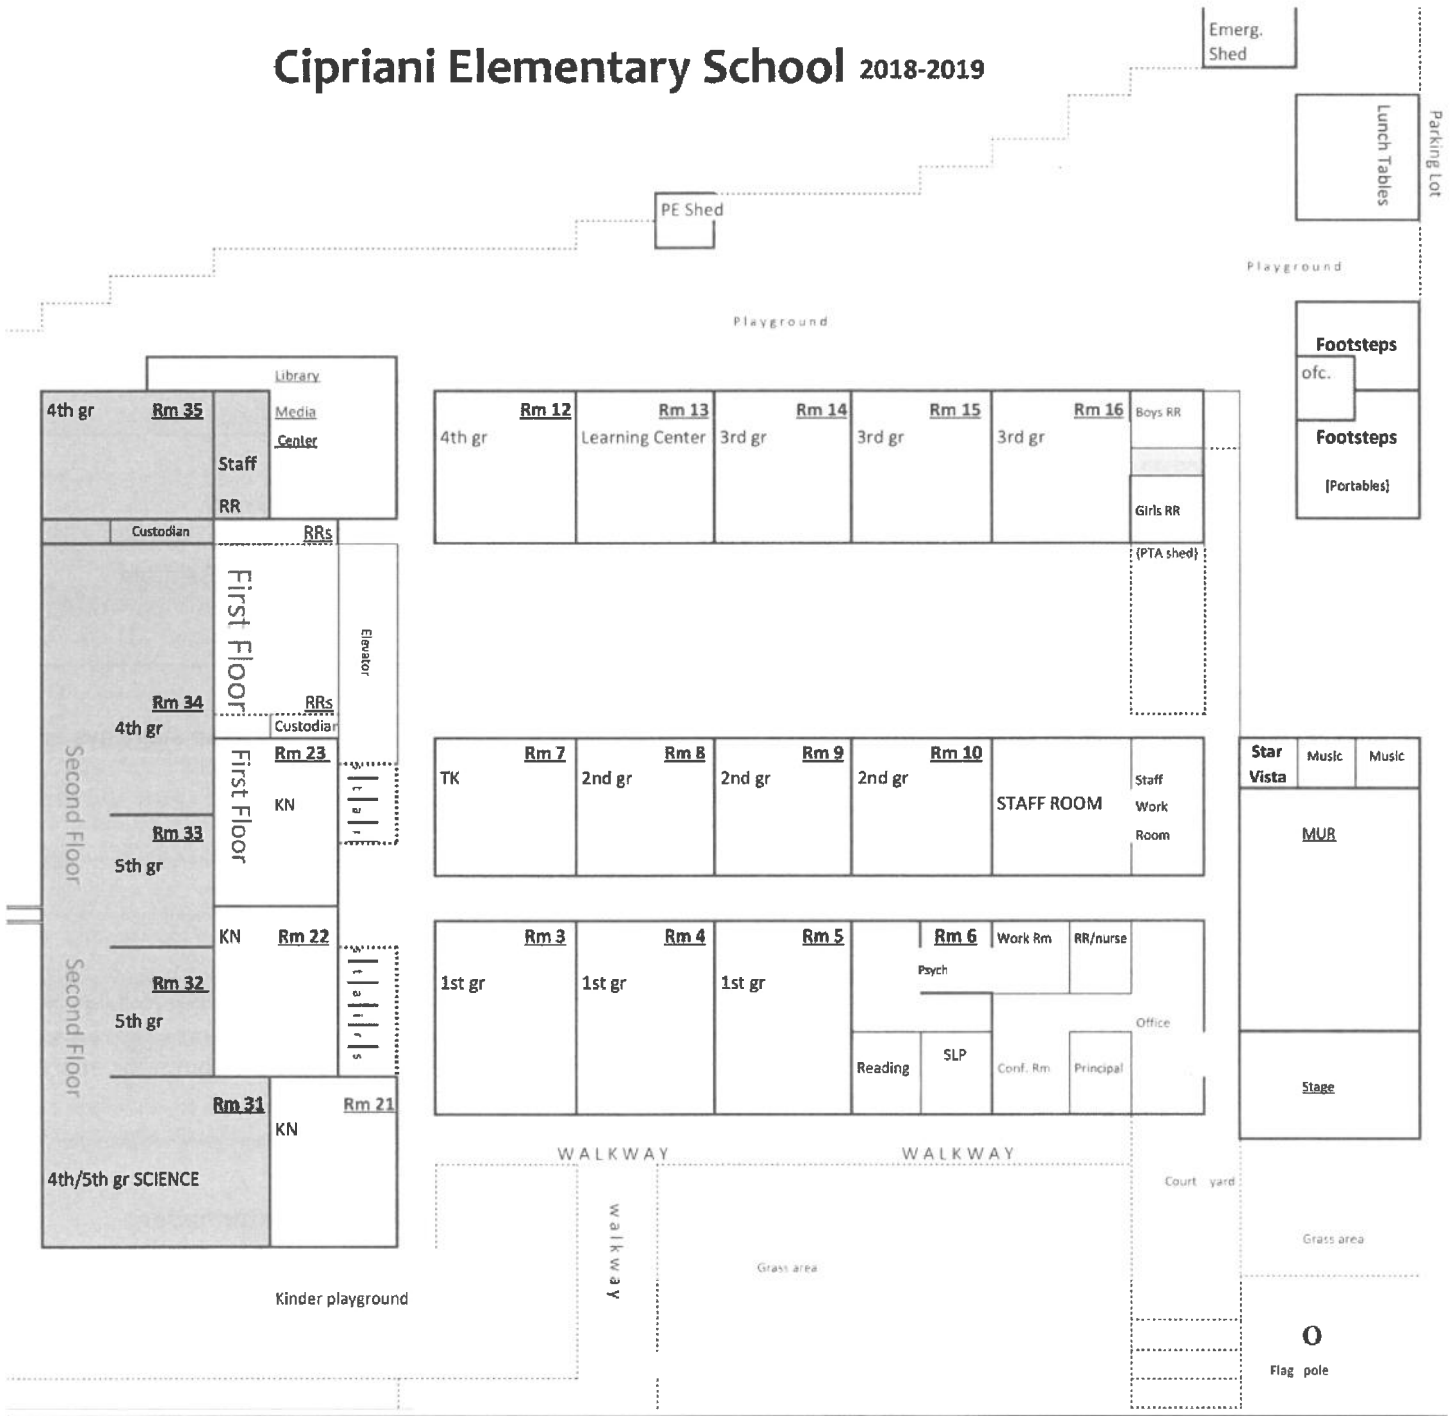 Cipriani Elementary School 2018-2019
Emerg.
Shed
Lunch Tables
Parking Lot
PE Shed
Playground
Playground
Footsteps
ofc.
Footsteps
[Portables]
Library
Media
Center
4th gr Rm 35
Staff
RR
Custodian
RRs
First Floor
Elevator
Rm 34
4th gr
RRs
Custodian
Second Floor
First Floor
Rm 23
KN
Stair
Rm 33
5th gr
KN Rm 22
Second Floor
Rm 32
5th gr
Stairs
Rm 31
4th/5th gr SCIENCE
Rm 21
KN
Kinder playground
Rm 12
4th gr
Rm 13
Learning Center
Rm 14
3rd gr
Rm 15
3rd gr
Rm 16
3rd gr
Boys RR
Girls RR
(PTA shed)
Rm 7
TK
Rm 8
2nd gr
Rm 9
2nd gr
Rm 10
2nd gr
STAFF ROOM
Staff
Work
Room
Star
Vista
Music
Music
MUR
Stage
Rm 3
1st gr
Rm 4
1st gr
Rm 5
1st gr
Rm 6
Psych
Work Rm
RR/nurse
Office
Reading
SLP
Conf. Rm
Principal
WALKWAY
WALKWAY
walkway
Court yard
Grass area
Grass area
O
Flag pole